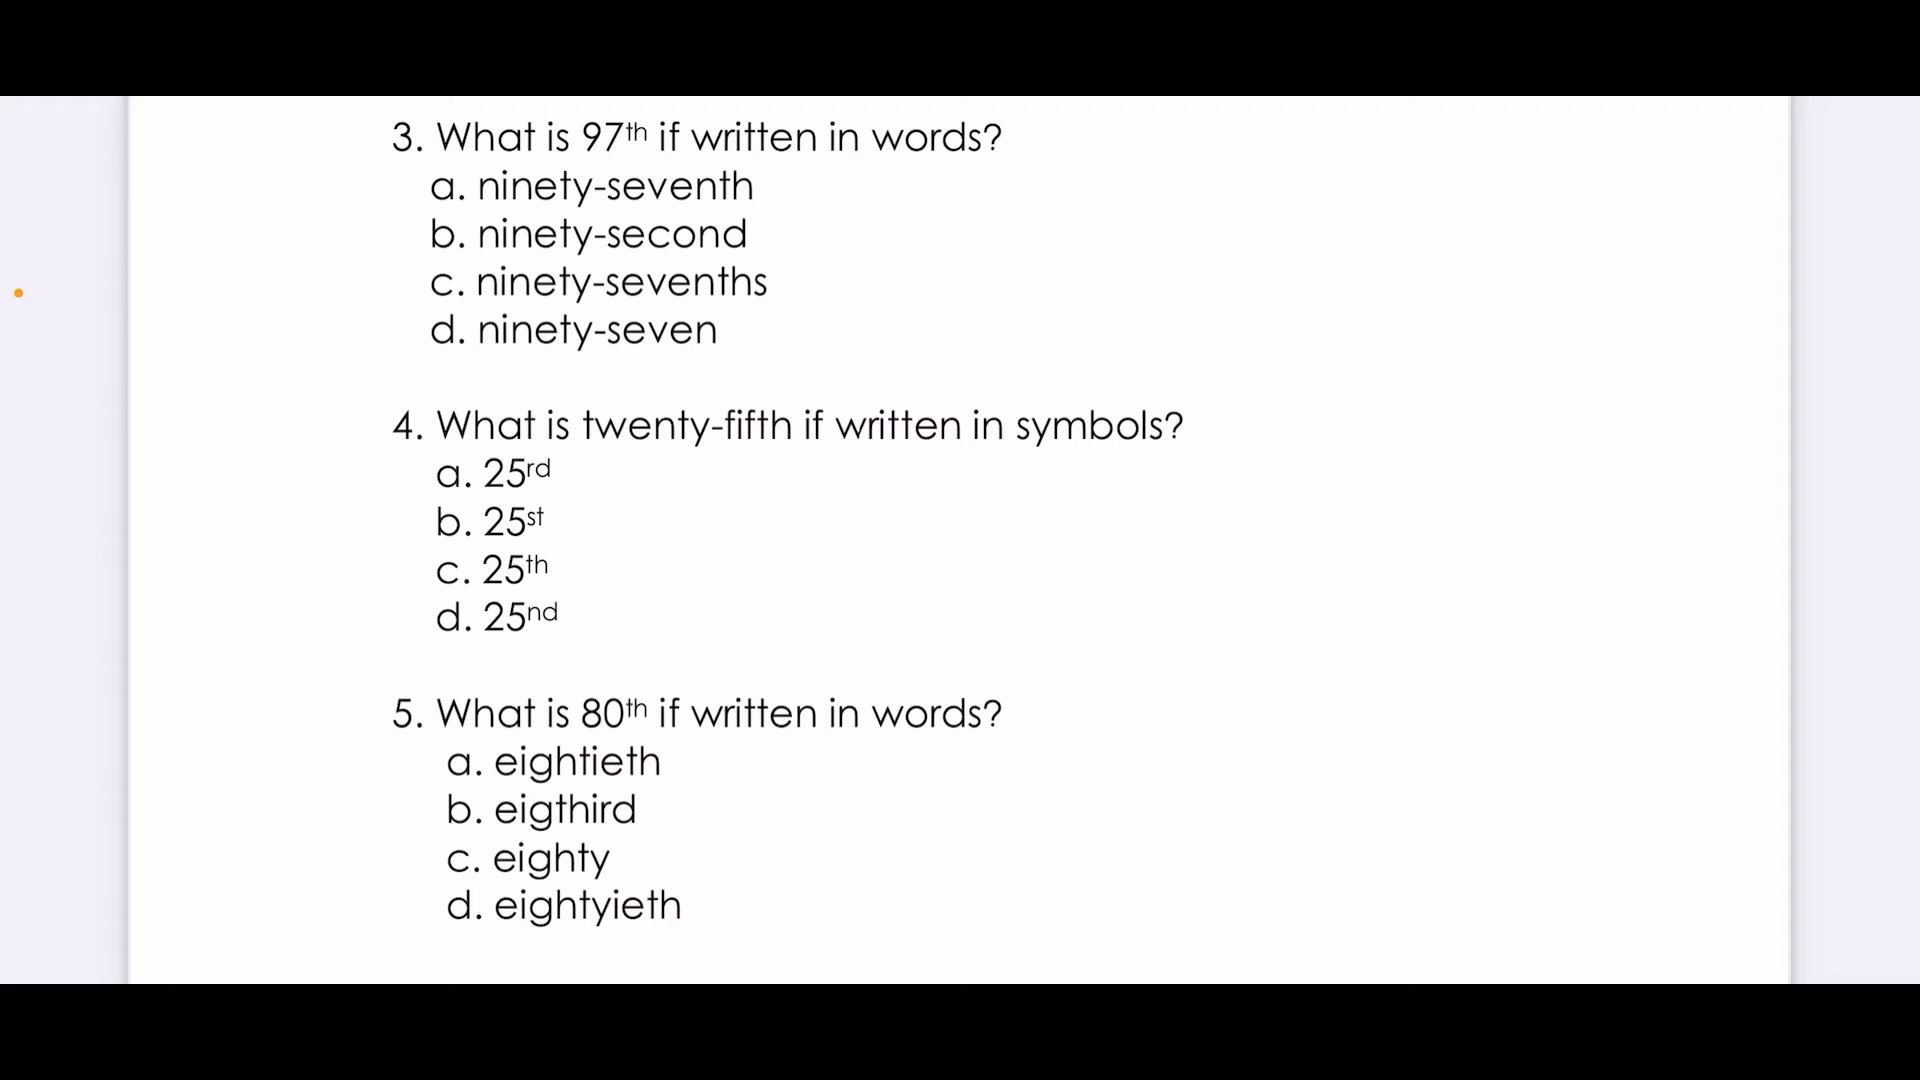 3. What is 97th if written in words?
a. ninety-seventh
b. ninety-second
c. ninety-sevenths
d. ninety-seven
4. What is twenty-fifth if written in symbols?
a. 25rd
b. 25st
c. 25th
d. 25nd
5. What is 80th if written in words?
a. eightieth
b. eigthird
c. eighty
d. eightyieth